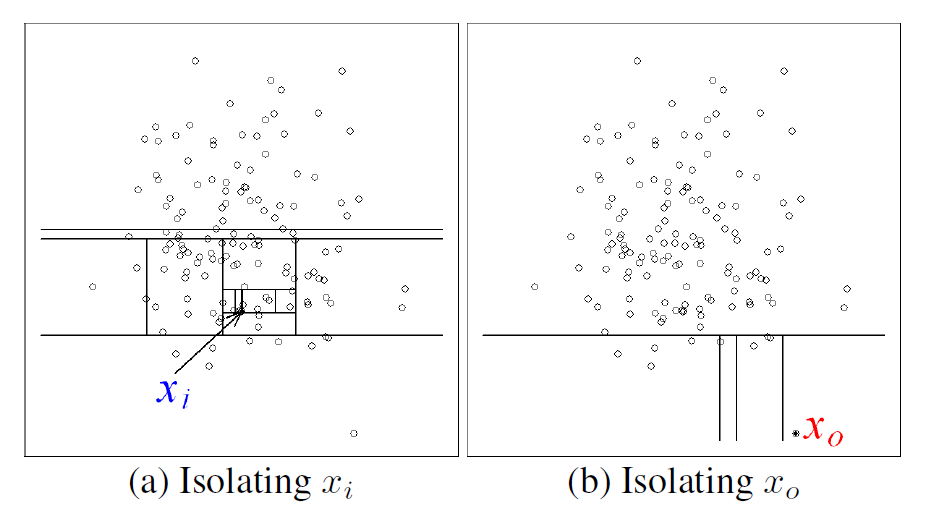 x_i
x_o
(a) Isolating x_i
(b) Isolating x_o